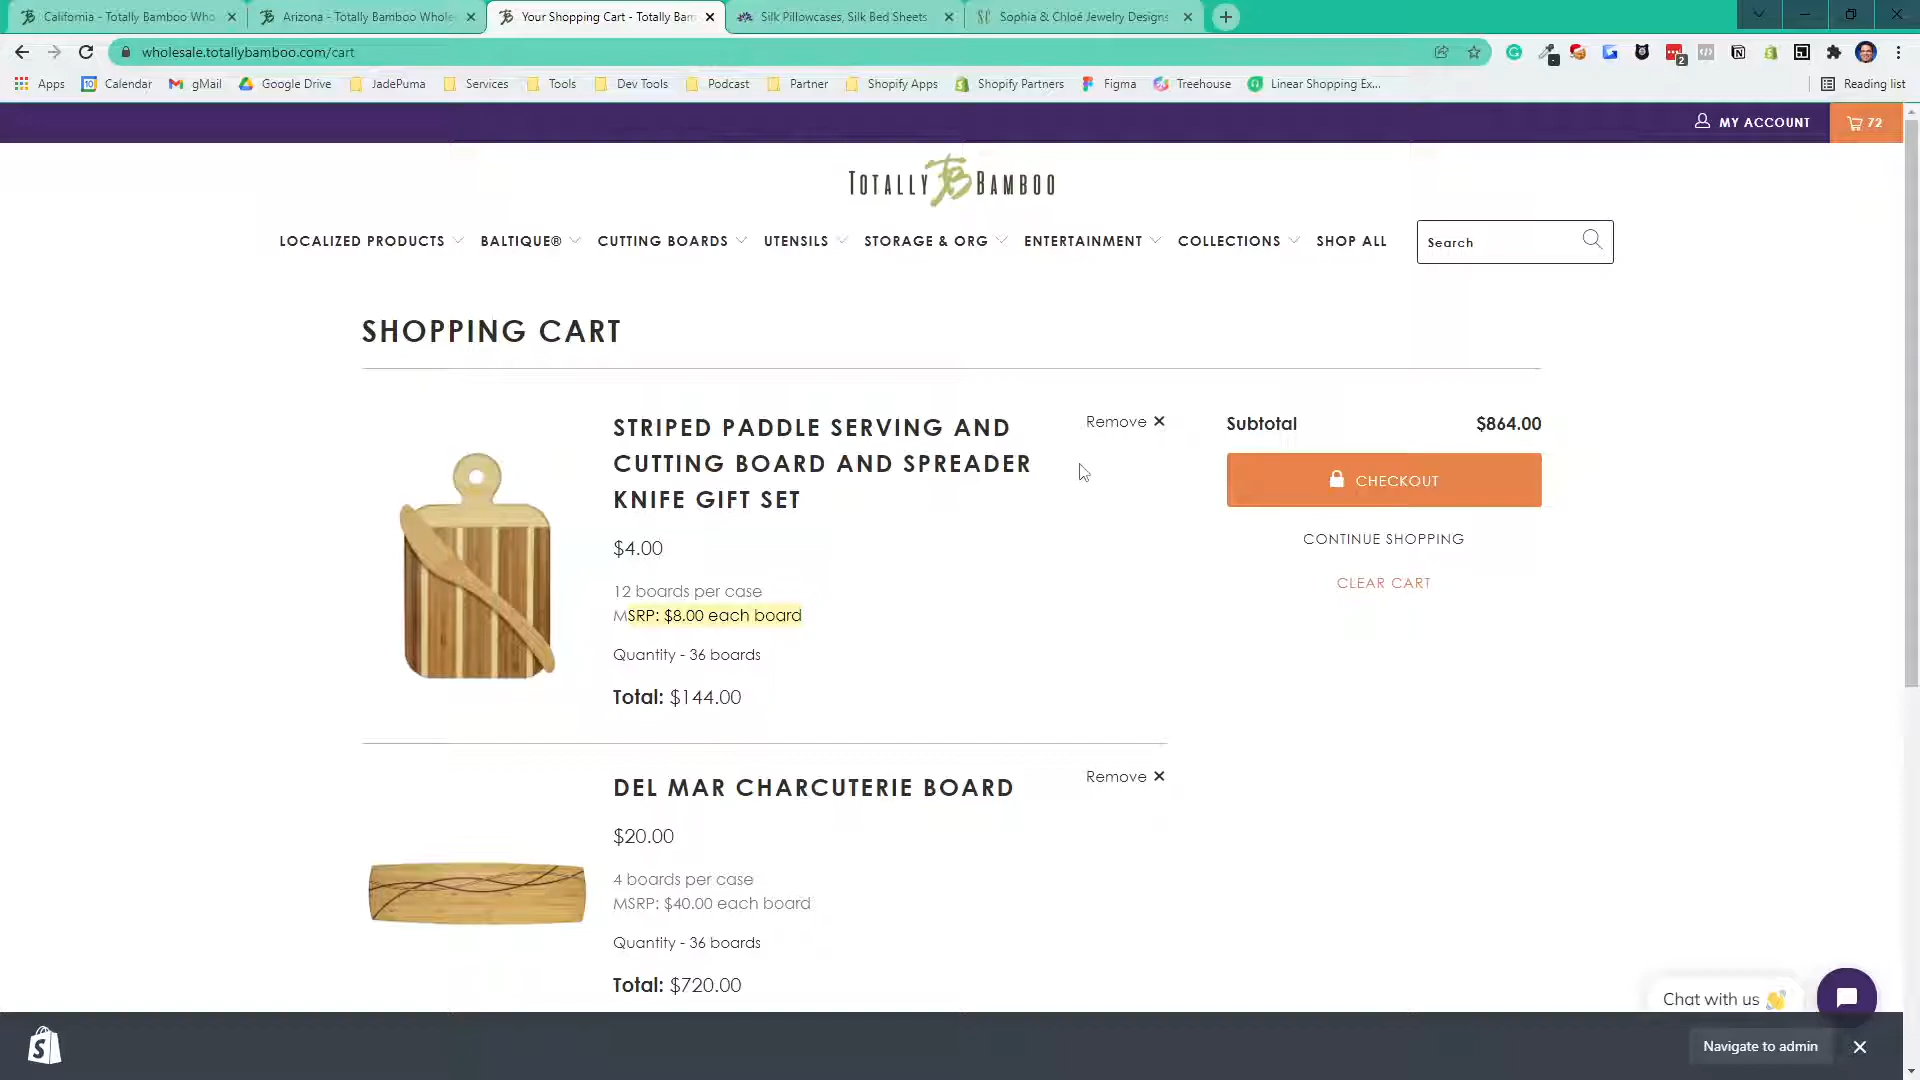 California - Totally Bamboo Who
Arizona - Totally Bamboo Whole
Your Shopping Cart - Totally Bam
Silk Pillowcases, Silk Bed Sheets
Sophia & Chloé Jewelry Designs
wholesale.totallybamboo.com/cart
2
Apps
10
Calendar
gMail
Google Drive
JadePuma
Services
Tools
Dev Tools
Podcast
Partner
Shopify Apps
Shopify Partners
Figma
Treehouse
Linear Shopping Ex...
Reading list
MY ACCOUNT
72
TOTALLY TB BAMBOO
LOCALIZED PRODUCTS
BALTIQUE®
CUTTING BOARDS
UTENSILS
STORAGE & ORG
ENTERTAINMENT
COLLECTIONS
SHOP ALL
Search
SHOPPING CART
STRIPED PADDLE SERVING AND
CUTTING BOARD AND SPREADER
KNIFE GIFT SET
Remove ✕
$4.00
12 boards per case
MSRP: $8.00 each board
Quantity - 36 boards
Total: $144.00
Subtotal $864.00
CHECKOUT
CONTINUE SHOPPING
CLEAR CART
DEL MAR CHARCUTERIE BOARD
Remove ✕
$20.00
4 boards per case
MSRP: $40.00 each board
Quantity - 36 boards
Total: $720.00
Chat with us 👋
Navigate to admin